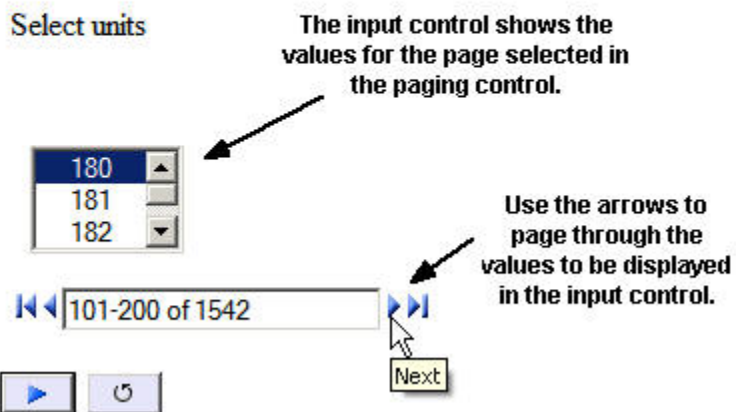 Select units
The input control shows the
values for the page selected in
the paging control.
180
181
182
Use the arrows to
page through the
values to be displayed
in the input control.
101-200 of 1542
Next